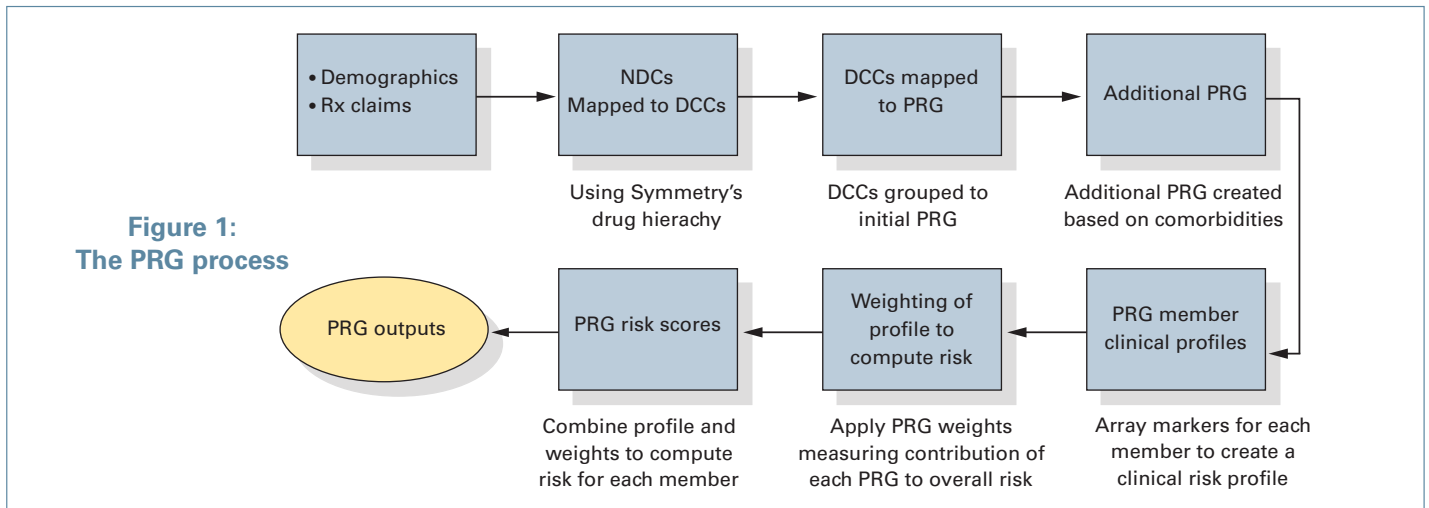 • Demographics
• Rx claims
NDCs
Mapped to DCCs
DCCs mapped
to PRG
Additional PRG
Using Symmetry's
drug hierachy
DCCs grouped to
initial PRG
Additional PRG created
based on comorbidities
Figure 1:
The PRG process
PRG outputs
PRG risk scores
Weighting of
profile to
compute risk
PRG member
clinical profiles
Combine profile and
weights to compute
risk for each member
Apply PRG weights
measuring contribution of
each PRG to overall risk
Array markers for each
member to create a
clinical risk profile